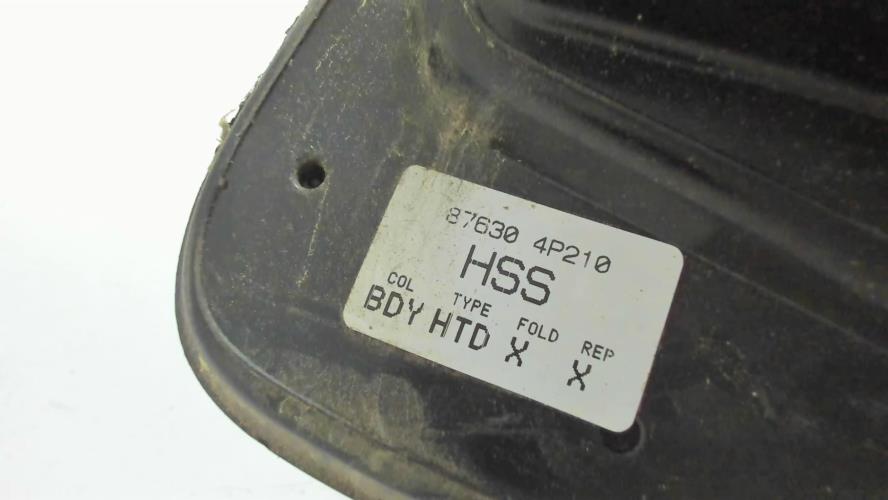 87630 4P210
HSS
COL TYPE FOLD REP
BDY HTD X X